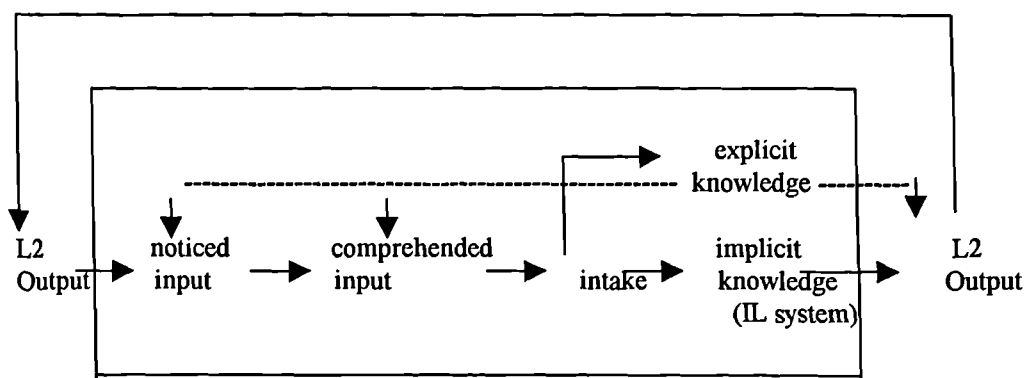 explicit
knowledge
L2
Output
noticed
input
comprehended
input
intake
implicit
knowledge
(IL system)
L2
Output